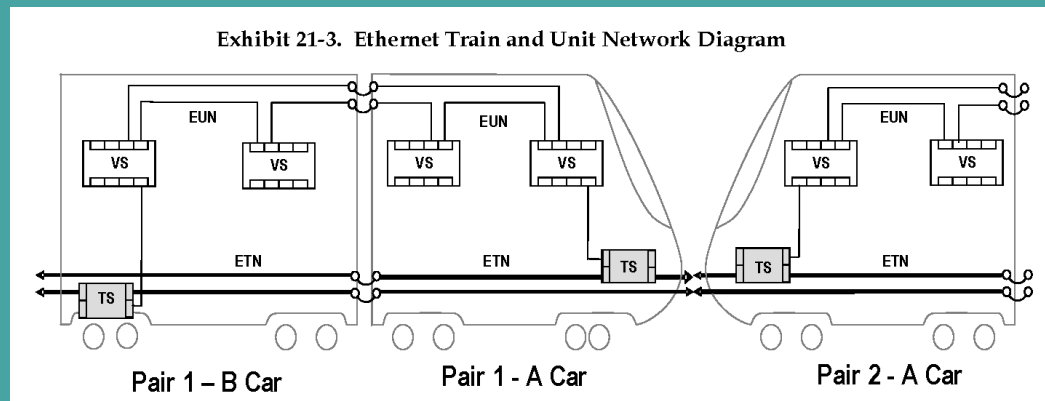 Exhibit 21-3. Ethernet Train and Unit Network Diagram
EUN
EUN
EUN
VS
VS
VS
VS
VS
VS
ETN
ETN
ETN
TS
TS
TS
Pair 1 – B Car
Pair 1 - A Car
Pair 2 - A Car